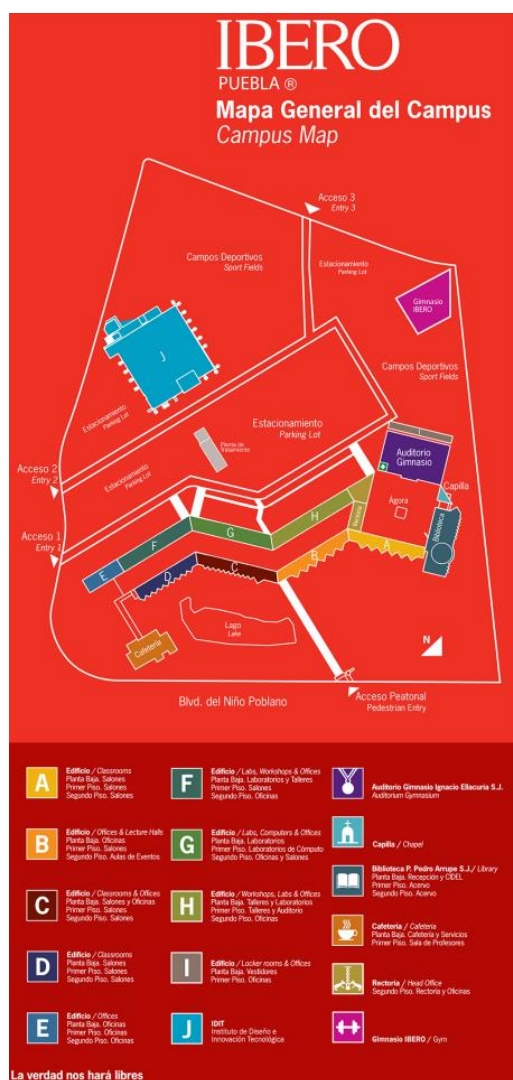 IBERO
PUEBLA ®
Mapa General del Campus
Campus Map
Acceso 3
Entry 3
Campos Deportivos
Sport Fields
Estacionamiento
Parking Lot
Gimnasio
IBERO
J
Campos Deportivos
Sport Fields
Estacionamiento
Parking Lot
Estacionamiento
Parking Lot
Auditorio
Gimnasio
Planta de
Tratamiento
Acceso 2
Entry 2
Estacionamiento
Parking Lot
Capilla
Ágora
Rectoría
Biblioteca
H
G
F
Acceso 1
Entry 1
A
B
C
D
E
Lago
Lake
Cafetería
N
Blvd. del Niño Poblano
Acceso Peatonal
Pedestrian Entry
A
Edificio / Classrooms
Planta Baja. Salones
Primer Piso. Salones
Segundo Piso. Salones
B
Edificio / Offices & Lecture Halls
Planta Baja. Oficinas
Primer Piso. Salones
Segundo Piso. Aulas de Eventos
C
Edificio / Classrooms & Offices
Planta Baja. Salones y Oficinas
Primer Piso. Salones
Segundo Piso. Salones
D
Edificio / Classrooms
Planta Baja. Salones
Primer Piso. Salones
Segundo Piso. Salones
E
Edificio / Offices
Planta Baja. Oficinas
Primer Piso. Oficinas
Segundo Piso. Oficinas
F
Edificio / Labs, Workshops & Offices
Planta Baja. Laboratorios y Talleres
Primer Piso. Salones
Segundo Piso. Oficinas
G
Edificio / Labs, Computers & Offices
Planta Baja. Laboratorios
Primer Piso. Laboratorios de Cómputo
Segundo Piso. Oficinas y Salones
H
Edificio / Workshops, Labs & Offices
Planta Baja. Talleres y Laboratorios
Primer Piso. Talleres y Auditorio
Segundo Piso. Oficinas
I
Edificio / Locker rooms & Offices
Planta Baja. Vestidores
Primer Piso. Oficinas
J
IDIT
Instituto de Diseño e
Innovación Tecnológica
Auditorio Gimnasio Ignacio Ellacuría S.J.
Auditorium Gymnasium
Capilla / Chapel
Biblioteca P. Pedro Arrupe S.J./ Library
Planta Baja. Recepción y CIDEL
Primer Piso. Acervo
Segundo Piso. Acervo
Cafetería / Cafeteria
Planta Baja. Cafetería y Servicios
Primer Piso. Sala de Profesores
Rectoría / Head Office
Segundo Piso. Rectoría y Oficinas
Gimnasio IBERO / Gym
La verdad nos hará libres